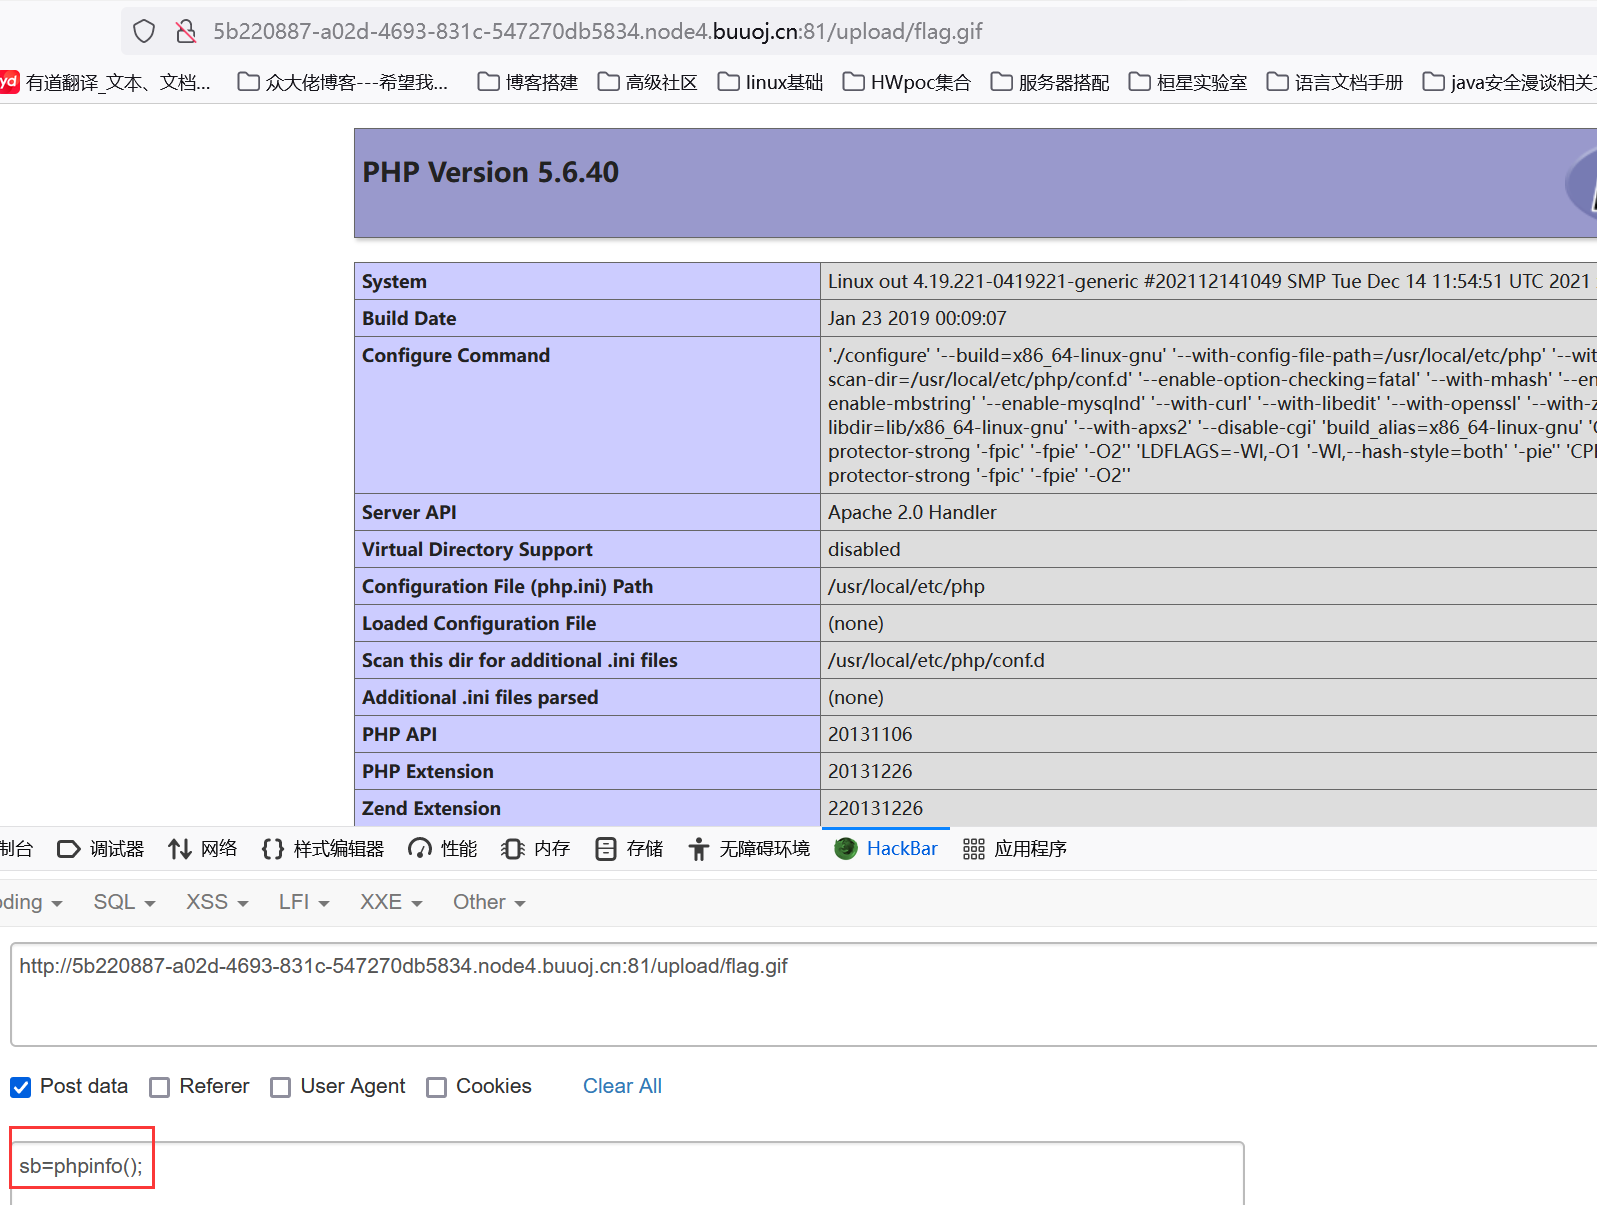 5b220887-a02d-4693-831c-547270db5834.node4.buuoj.cn:81/upload/flag.gif
yd 有道翻译_文本、文档... 众大佬博客---希望我... 博客搭建 高级社区 linux基础 HWpoc集合 服务器搭配 桓星实验室 语言文档手册 java安全漫谈相关
PHP Version 5.6.40
System Linux out 4.19.221-0419221-generic #202112141049 SMP Tue Dec 14 11:54:51 UTC 2021
Build Date Jan 23 2019 00:09:07
Configure Command './configure' '--build=x86_64-linux-gnu' '--with-config-file-path=/usr/local/etc/php' '--wit
scan-dir=/usr/local/etc/php/conf.d' '--enable-option-checking=fatal' '--with-mhash' '--er
enable-mbstring' '--enable-mysqlnd' '--with-curl' '--with-libedit' '--with-openssl' '--with-z
libdir=lib/x86_64-linux-gnu' '--with-apxs2' '--disable-cgi' 'build_alias=x86_64-linux-gnu' 'C
protector-strong '-fpic' '-fpie' '-O2'' 'LDFLAGS=-Wl,-O1 '-Wl,--hash-style=both' '-pie'' 'CPI
protector-strong '-fpic' '-fpie' '-O2''
Server API Apache 2.0 Handler
Virtual Directory Support disabled
Configuration File (php.ini) Path /usr/local/etc/php
Loaded Configuration File (none)
Scan this dir for additional .ini files /usr/local/etc/php/conf.d
Additional .ini files parsed (none)
PHP API 20131106
PHP Extension 20131226
Zend Extension 220131226
制台 调试器 网络 样式编辑器 性能 内存 存储 无障碍环境 HackBar 应用程序
ding SQL XSS LFI XXE Other
http://5b220887-a02d-4693-831c-547270db5834.node4.buuoj.cn:81/upload/flag.gif
Post data Referer User Agent Cookies Clear All
sb=phpinfo();